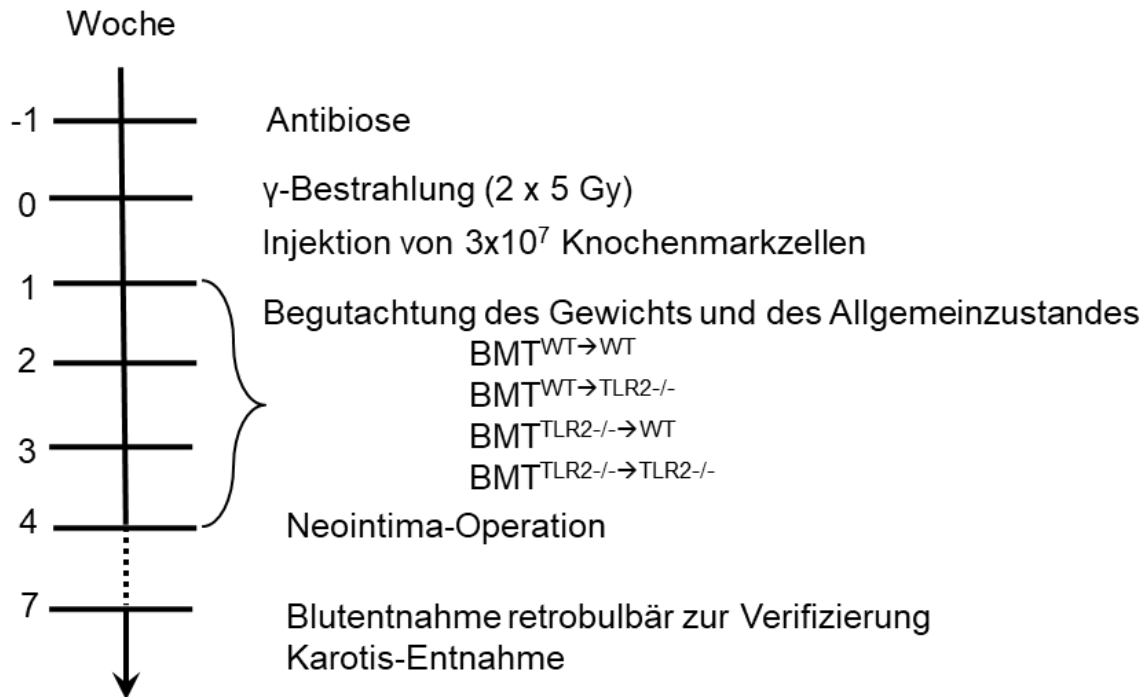 Woche
-1 Antibiose
0 γ-Bestrahlung (2 x 5 Gy)
Injektion von 3x10⁷ Knochenmarkzellen
1
Begutachtung des Gewichts und des Allgemeinzustandes
BMT^WT→WT
2
BMT^WT→TLR2-/-
BMT^TLR2-/-→WT
3
BMT^TLR2-/-→TLR2-/-
4 Neointima-Operation
7 Blutentnahme retrobulbär zur Verifizierung
Karotis-Entnahme